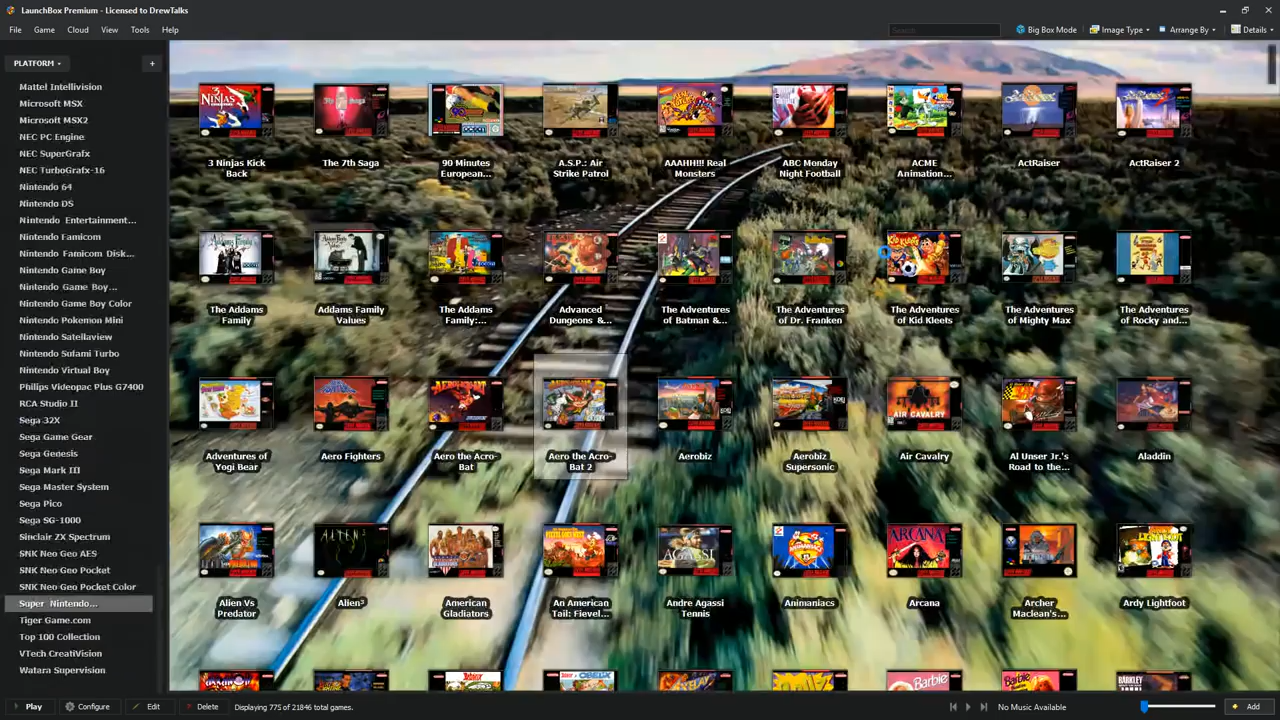 LaunchBox Premium - Licensed to DrewTalks
File Game Cloud View Tools Help
Search
Big Box Mode Image Type Arrange By Details
PLATFORM +
Mattel Intellivision
Microsoft MSX
Microsoft MSX2
NEC PC Engine
NEC SuperGrafx
NEC TurboGrafx-16
Nintendo 64
Nintendo DS
Nintendo Entertainment...
Nintendo Famicom
Nintendo Famicom Disk...
Nintendo Game Boy
Nintendo Game Boy...
Nintendo Game Boy Color
Nintendo Pokemon Mini
Nintendo Satellaview
Nintendo Sufami Turbo
Nintendo Virtual Boy
Philips Videopac Plus G7400
RCA Studio II
Sega 32X
Sega Game Gear
Sega Genesis
Sega Mark III
Sega Master System
Sega Pico
Sega SG-1000
Sinclair ZX Spectrum
SNK Neo Geo AES
SNK Neo Geo Pocket
SNK Neo Geo Pocket Color
Super Nintendo...
Tiger Game.com
Top 100 Collection
VTech CreatiVision
Watara Supervision
3 Ninjas Kick
Back
The 7th Saga
90 Minutes
European...
A.S.P.: Air
Strike Patrol
AAAHH!!! Real
Monsters
ABC Monday
Night Football
ACME
Animation...
ActRaiser
ActRaiser 2
The Addams
Family
Addams Family
Values
The Addams
Family:...
Advanced
Dungeons &...
The Adventures
of Batman &...
The Adventures
of Dr. Franken
The Adventures
of Kid Kleets
The Adventures
of Mighty Max
The Adventures
of Rocky and...
Adventures of
Yogi Bear
Aero Fighters
Aero the Acro-
Bat
Aero the Acro-
Bat 2
Aerobiz
Aerobiz
Supersonic
Air Cavalry
Al Unser Jr.'s
Road to the...
Aladdin
Alien Vs
Predator
Alien³
American
Gladiators
An American
Tail: Fievel...
Andre Agassi
Tennis
Animaniacs
Arcana
Archer
Maclean's...
Ardy Lightfoot
Play Configure Edit Delete Displaying 775 of 21846 total games. No Music Available Add